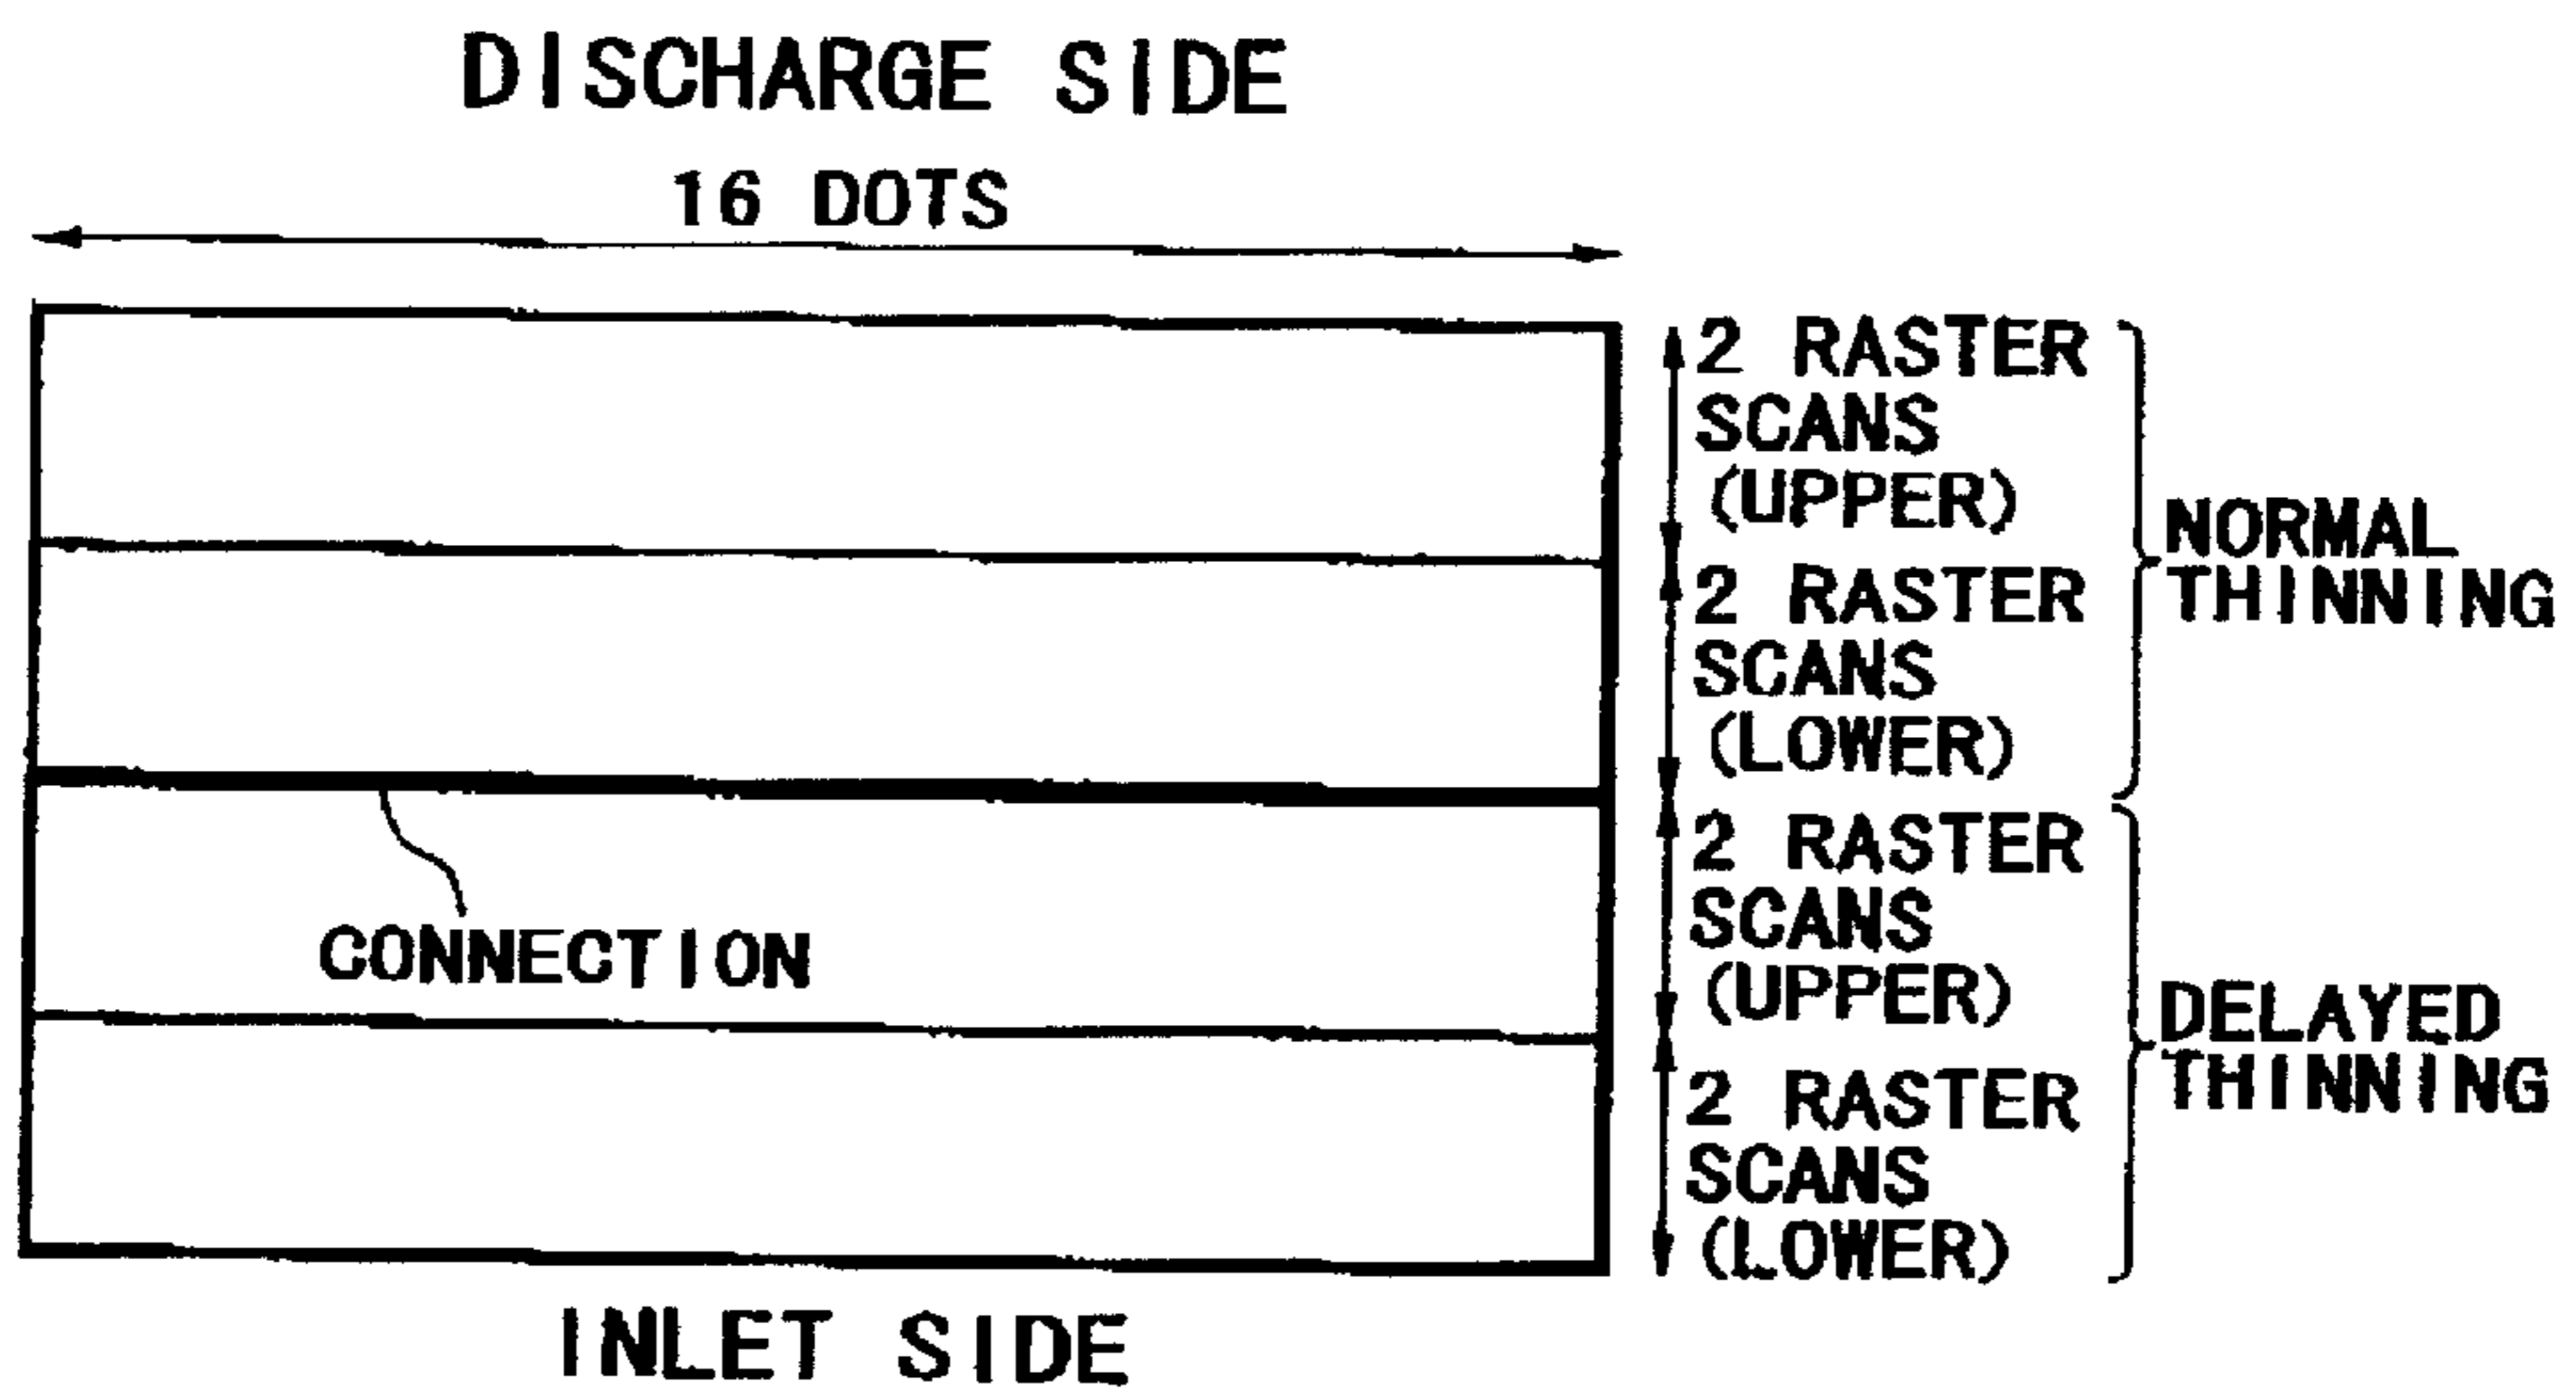 DISCHARGE SIDE
16 DOTS
2 RASTER
SCANS
(UPPER)
2 RASTER
SCANS
(LOWER)
NORMAL
THINNING
CONNECTION
2 RASTER
SCANS
(UPPER)
2 RASTER
SCANS
(LOWER)
DELAYED
THINNING
INLET SIDE